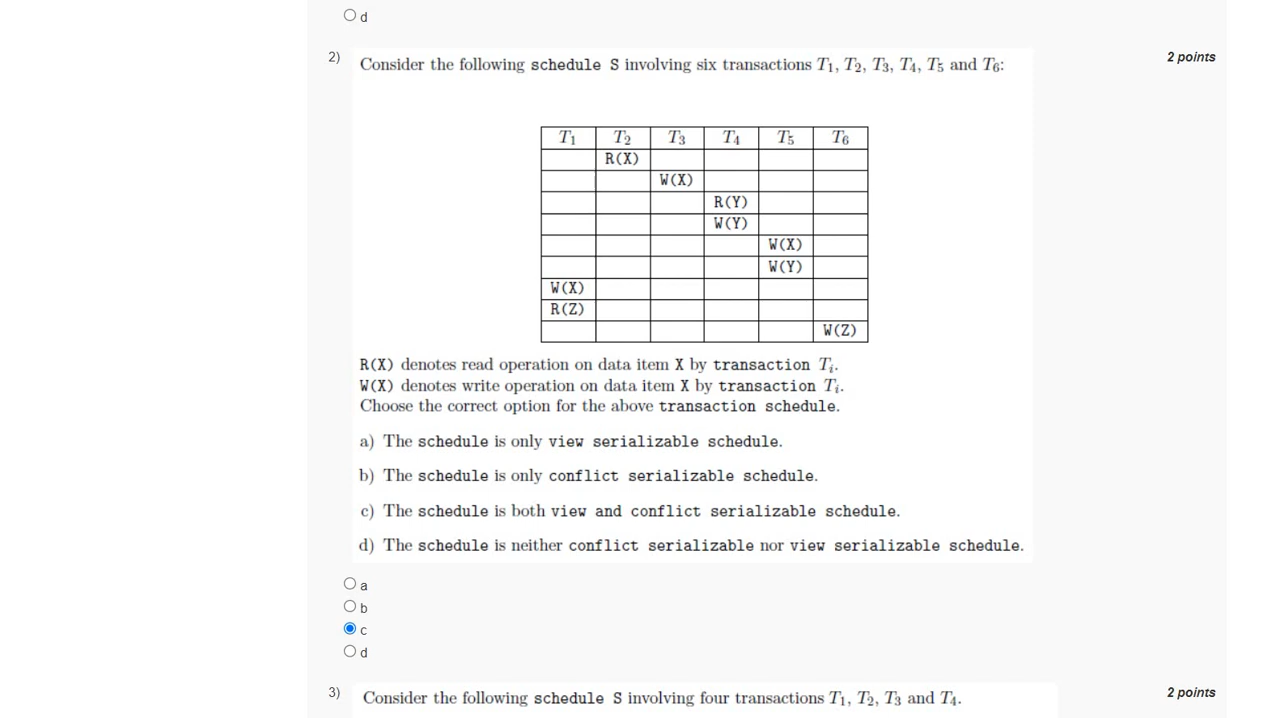 d
2)
Consider the following schedule S involving six transactions T1, T2, T3, T4, T5 and T6:
2 points
T1 T2 T3 T4 T5 T6
R(X)
W(X)
R(Y)
W(Y)
W(X)
W(Y)
W(X)
R(Z)
W(Z)
R(X) denotes read operation on data item X by transaction Ti.
W(X) denotes write operation on data item X by transaction Ti.
Choose the correct option for the above transaction schedule.
a) The schedule is only view serializable schedule.
b) The schedule is only conflict serializable schedule.
c) The schedule is both view and conflict serializable schedule.
d) The schedule is neither conflict serializable nor view serializable schedule.
a
b
c
d
3)
Consider the following schedule S involving four transactions T1, T2, T3 and T4.
2 points